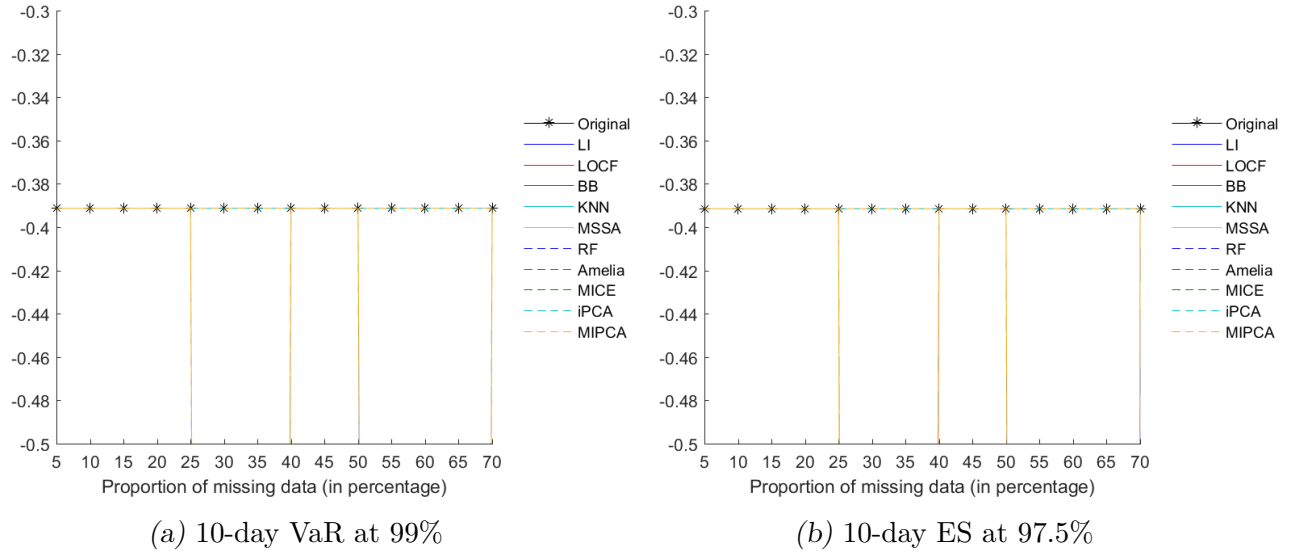 -0.3
-0.32
-0.34
-0.36
-0.38
-0.4
-0.42
-0.44
-0.46
-0.48
-0.5
5 10 15 20 25 30 35 40 45 50 55 60 65 70
Proportion of missing data (in percentage)
Original
LI
LOCF
BB
KNN
MSSA
RF
Amelia
MICE
iPCA
MIPCA
(a) 10-day VaR at 99%
-0.3
-0.32
-0.34
-0.36
-0.38
-0.4
-0.42
-0.44
-0.46
-0.48
-0.5
5 10 15 20 25 30 35 40 45 50 55 60 65 70
Proportion of missing data (in percentage)
Original
LI
LOCF
BB
KNN
MSSA
RF
Amelia
MICE
iPCA
MIPCA
(b) 10-day ES at 97.5%